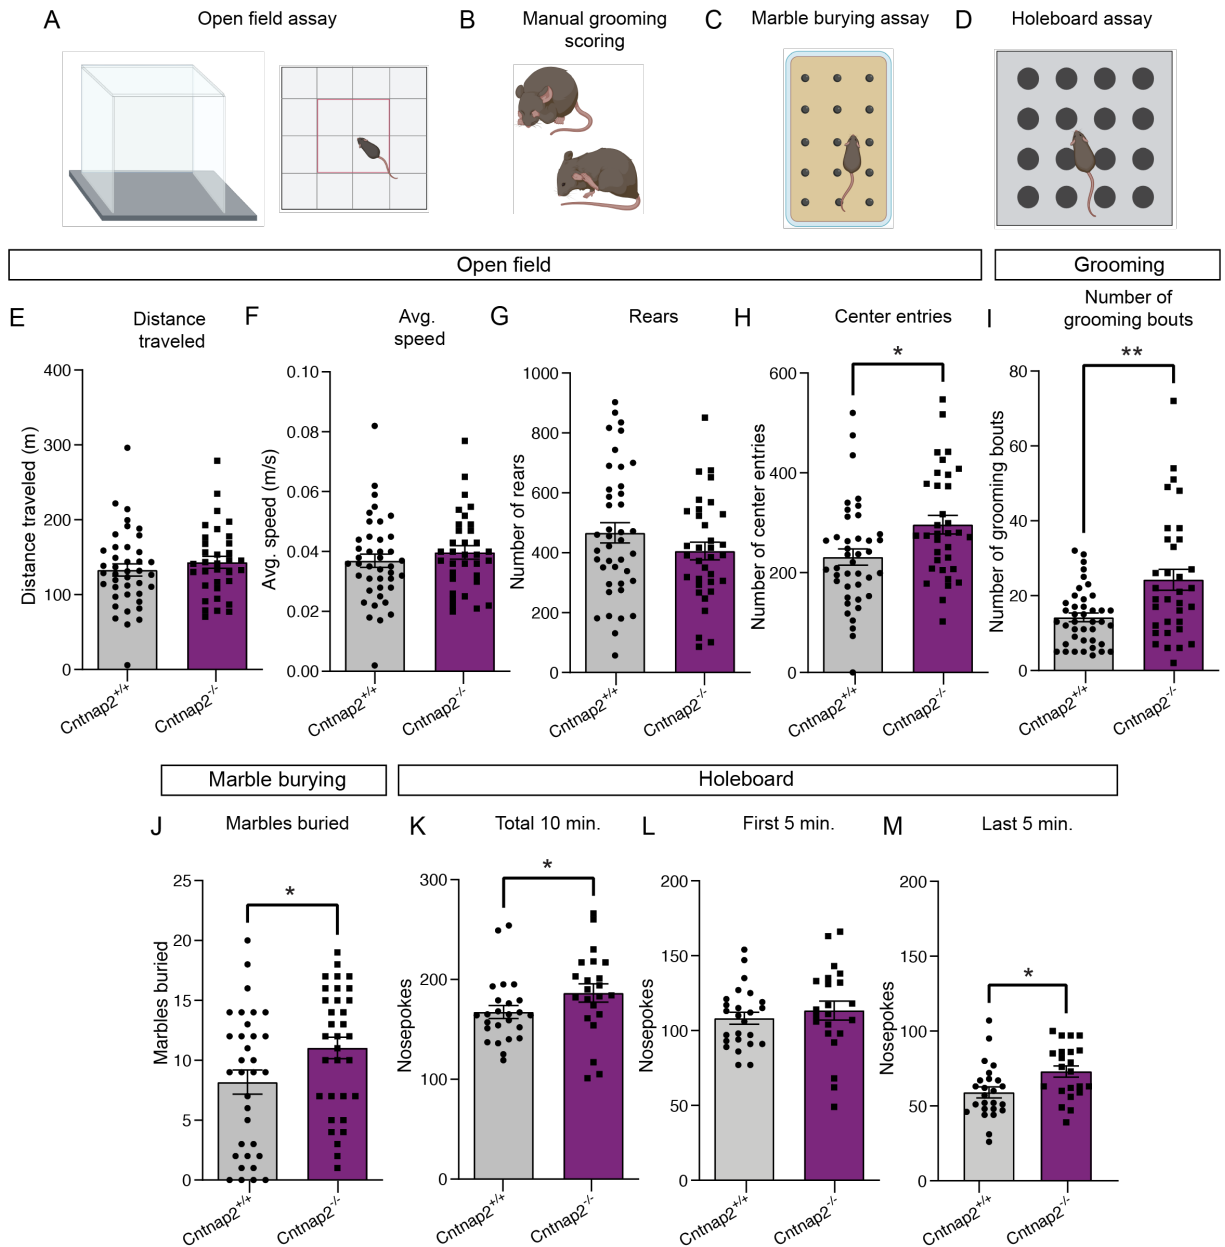 A
Open field assay
B
Manual grooming
scoring
C
Marble burying assay
D
Holeboard assay
Open field
Grooming
E
Distance
traveled
Distance traveled (m)
400
300
200
100
0
Cntnap2+/+
Cntnap2-/-
F
Avg.
speed
Avg. speed (m/s)
0.10
0.08
0.06
0.04
0.02
0.00
Cntnap2+/+
Cntnap2-/-
G
Rears
Number of rears
1000
800
600
400
200
0
Cntnap2+/+
Cntnap2-/-
H
Center entries
Number of center entries
600
400
200
0
*
Cntnap2+/+
Cntnap2-/-
I
Number of
grooming bouts
Number of grooming bouts
80
60
40
20
0
**
Cntnap2+/+
Cntnap2-/-
Marble burying
Holeboard
J
Marbles buried
Marbles buried
25
20
15
10
5
0
*
Cntnap2+/+
Cntnap2-/-
K
Total 10 min.
Nosepokes
300
200
100
0
*
Cntnap2+/+
Cntnap2-/-
L
First 5 min.
Nosepokes
200
150
100
50
0
Cntnap2+/+
Cntnap2-/-
M
Last 5 min.
Nosepokes
200
150
100
50
0
*
Cntnap2+/+
Cntnap2-/-